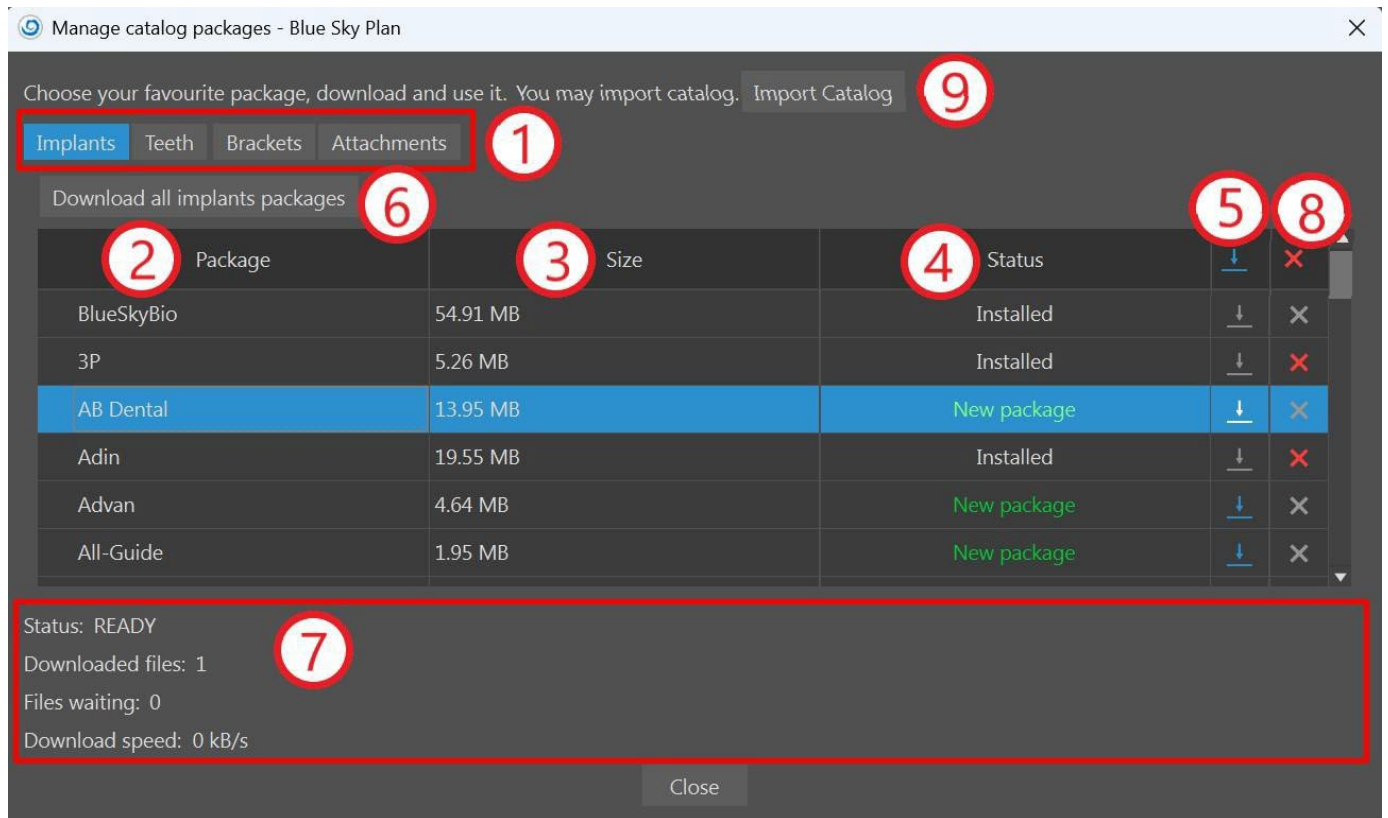 Manage catalog packages - Blue Sky Plan
Choose your favourite package, download and use it. You may import catalog. Import Catalog 9
Implants Teeth Brackets Attachments 1
Download all implants packages 6 5 8
2 Package 3 Size 4 Status
BlueSkyBio 54.91 MB Installed
3P 5.26 MB Installed
AB Dental 13.95 MB New package
Adin 19.55 MB Installed
Advan 4.64 MB New package
All-Guide 1.95 MB New package
Status: READY
7
Downloaded files: 1
Files waiting: 0
Download speed: 0 kB/s
Close